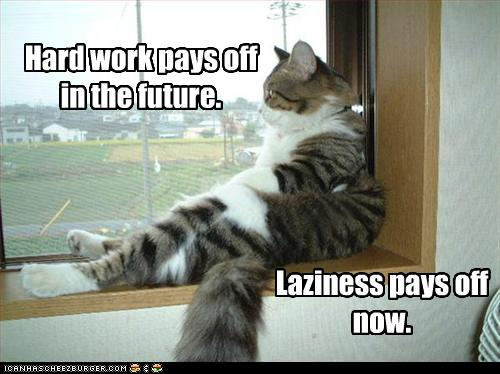 Hard work pays off
in the future.
Laziness pays off
now.
ICANHASCHEEZBURGER.COM